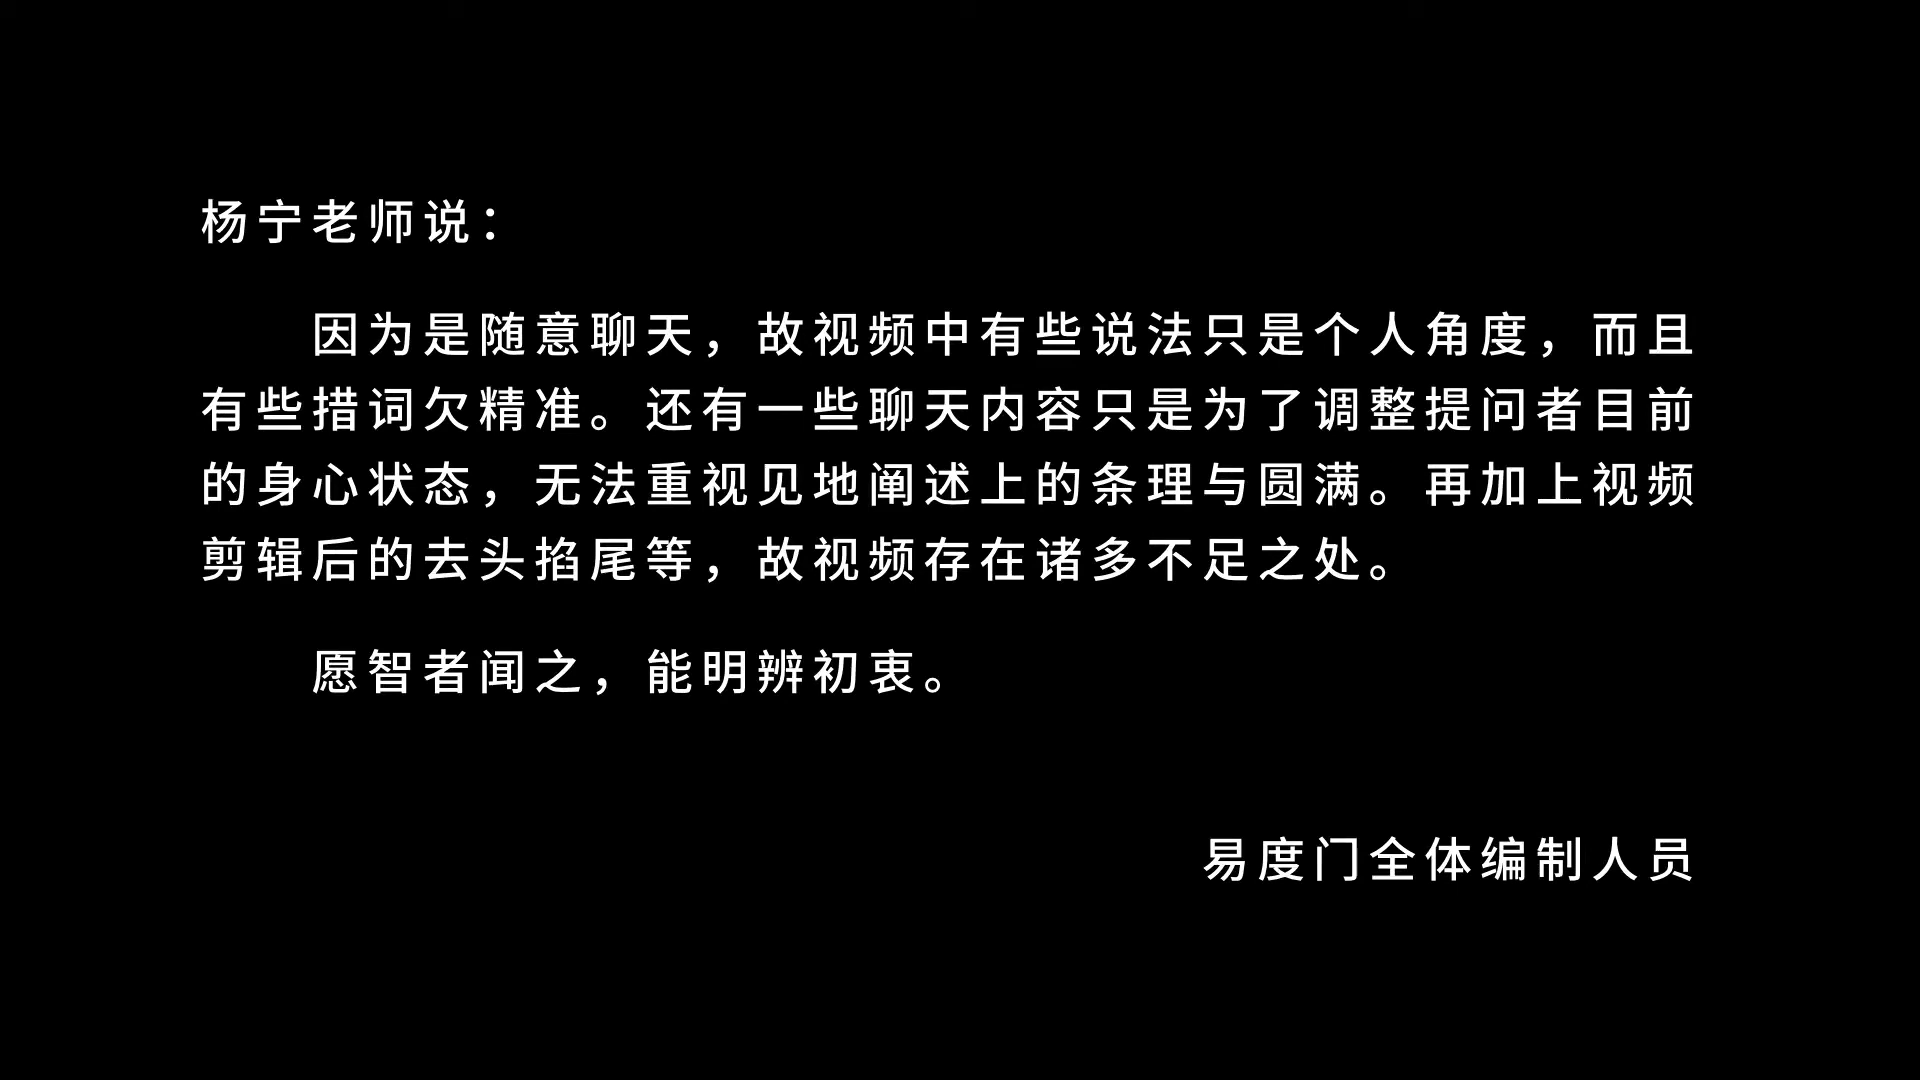 杨宁老师说：
因为是随意聊天，故视频中有些说法只是个人角度，而且
有些措词欠精准。还有一些聊天内容只是为了调整提问者目前
的身心状态，无法重视见地阐述上的条理与圆满。再加上视频
剪辑后的去头掐尾等，故视频存在诸多不足之处。
愿智者闻之，能明辨初衷。
易度门全体编制人员